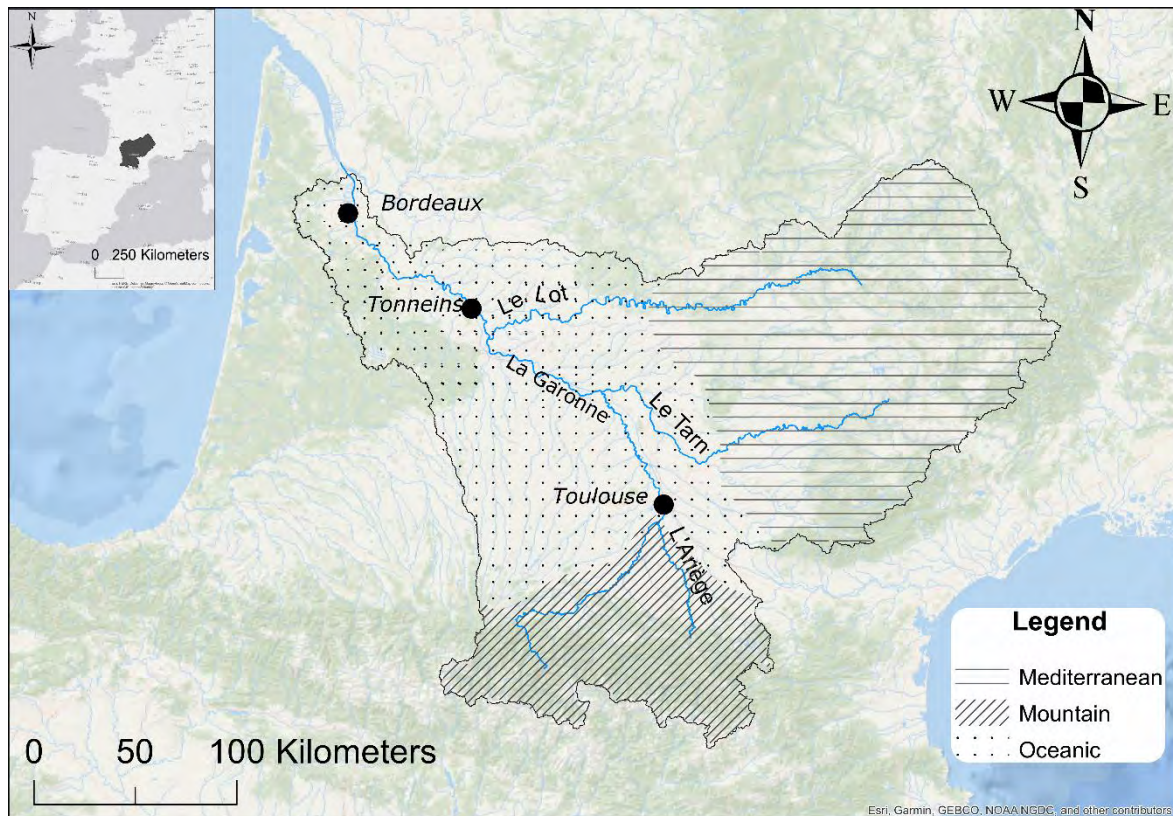 N
0 250 Kilometers
N
W E
S
Bordeaux
Tonneihs
Le Lot
La Garonne
Le Tarn
Toulouse
L'Ariège
Legend
Mediterranean
Mountain
Oceanic
0 50 100 Kilometers
Esri, Garmin, GEBCO, NOAA NGDC, and other contributors